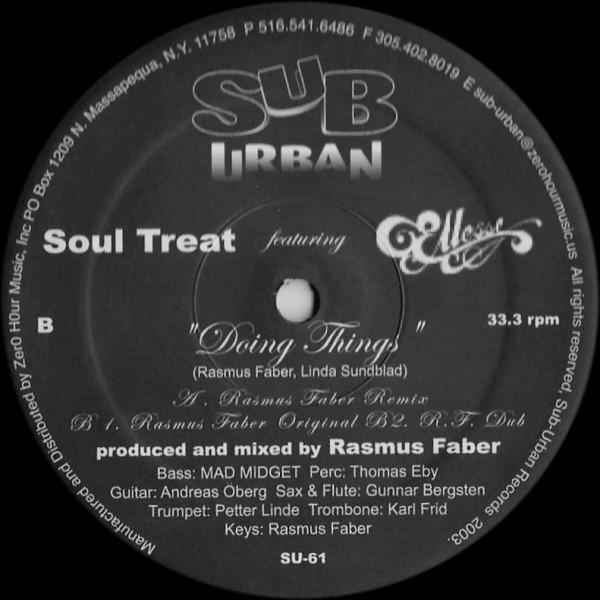 Manufactured and Distributed by Zer0 H0ur Music, Inc PO Box 1209 N. Massapequa, N.Y. 11758 P 516.541.6486 F 305.402.8019 E sub-urban@zerohourmusic.us All rights reserved, Sub-Urban Records 2003.
SUB
URBAN
Soul Treat featuring Ellesse
B 33.3 rpm
"Doing Things"
(Rasmus Faber, Linda Sundblad)
A. Rasmus Faber Remix
B 1. Rasmus Faber Original B2. R.F. Dub
produced and mixed by Rasmus Faber
Bass: MAD MIDGET Perc: Thomas Eby
Guitar: Andreas Öberg Sax & Flute: Gunnar Bergsten
Trumpet: Petter Linde Trombone: Karl Frid
Keys: Rasmus Faber
SU-61